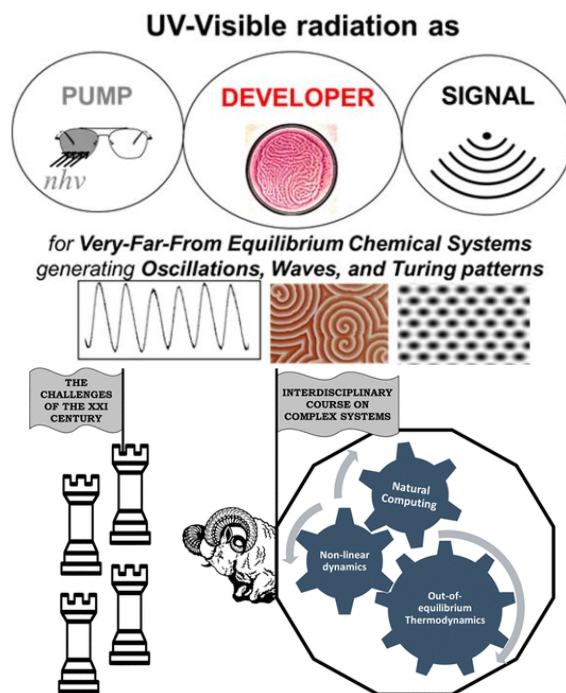 UV-Visible radiation as
PUMP
DEVELOPER
SIGNAL
nhν
for Very-Far-From Equilibrium Chemical Systems
generating Oscillations, Waves, and Turing patterns
THE
CHALLENGES
OF THE XXI
CENTURY
INTERDISCIPLINARY
COURSE ON
COMPLEX SYSTEMS
Natural
Computing
Non-linear
dynamics
Out-of-
equilibrium
Thermodynamics